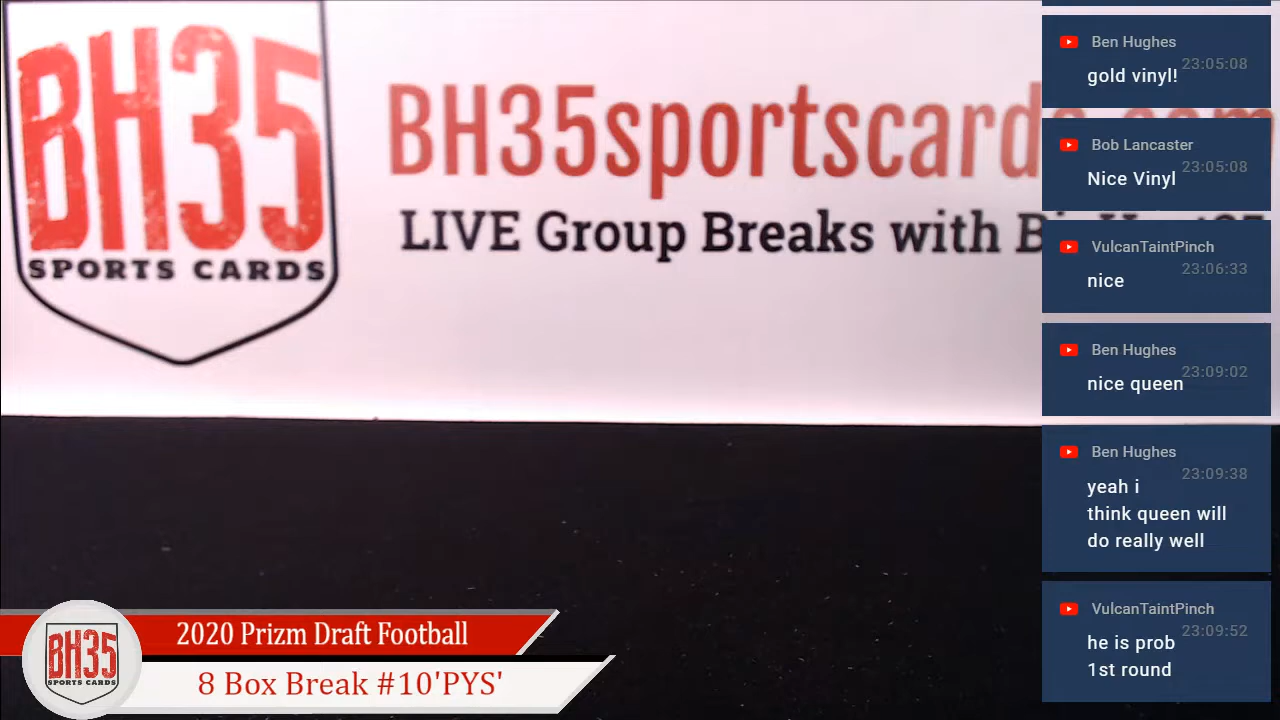 BH35
SPORTS CARDS
BH35sportscards.com
LIVE Group Breaks with
Ben Hughes
23:05:08
gold vinyl!
Bob Lancaster
23:05:08
Nice Vinyl
VulcanTaintPinch
23:06:33
nice
Ben Hughes
23:09:02
nice queen
Ben Hughes
23:09:38
yeah i
think queen will
do really well
VulcanTaintPinch
23:09:52
he is prob
1st round
BH35
SPORTS CARDS
2020 Prizm Draft Football
8 Box Break #10'PYS'